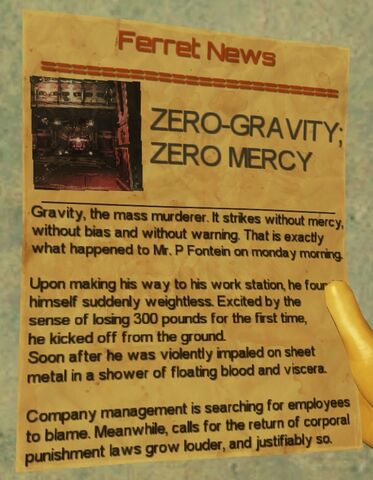 Ferret News
ZERO-GRAVITY;
ZERO MERCY
Gravity, the mass murderer. It strikes without mercy,
without bias and without warning. That is exactly
what happened to Mr. P Fontein on monday morning.
Upon making his way to his work station, he foun
himself suddenly weightless. Excited by the
sense of losing 300 pounds for the first time,
he kicked off from the ground.
Soon after he was violently impaled on sheet
metal in a shower of floating blood and viscera.
Company management is searching for employees
to blame. Meanwhile, calls for the return of corporal
punishment laws grow louder, and justifiably so.